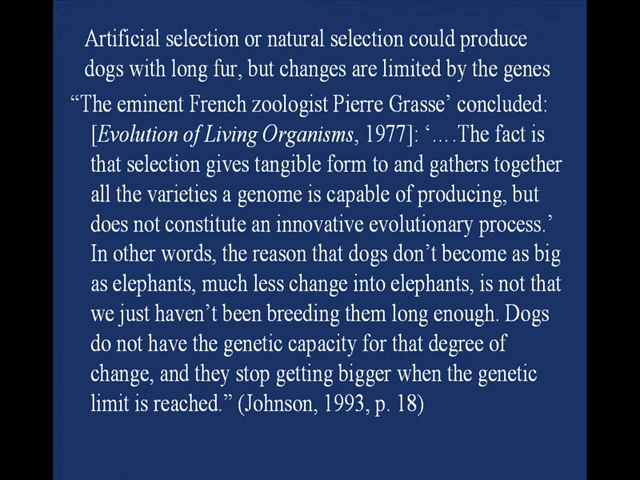 Artificial selection or natural selection could produce
dogs with long fur, but changes are limited by the genes
“The eminent French zoologist Pierre Grasse’ concluded:
[Evolution of Living Organisms, 1977]: ‘….The fact is
that selection gives tangible form to and gathers together
all the varieties a genome is capable of producing, but
does not constitute an innovative evolutionary process.’
In other words, the reason that dogs don’t become as big
as elephants, much less change into elephants, is not that
we just haven’t been breeding them long enough. Dogs
do not have the genetic capacity for that degree of
change, and they stop getting bigger when the genetic
limit is reached.” (Johnson, 1993, p. 18)